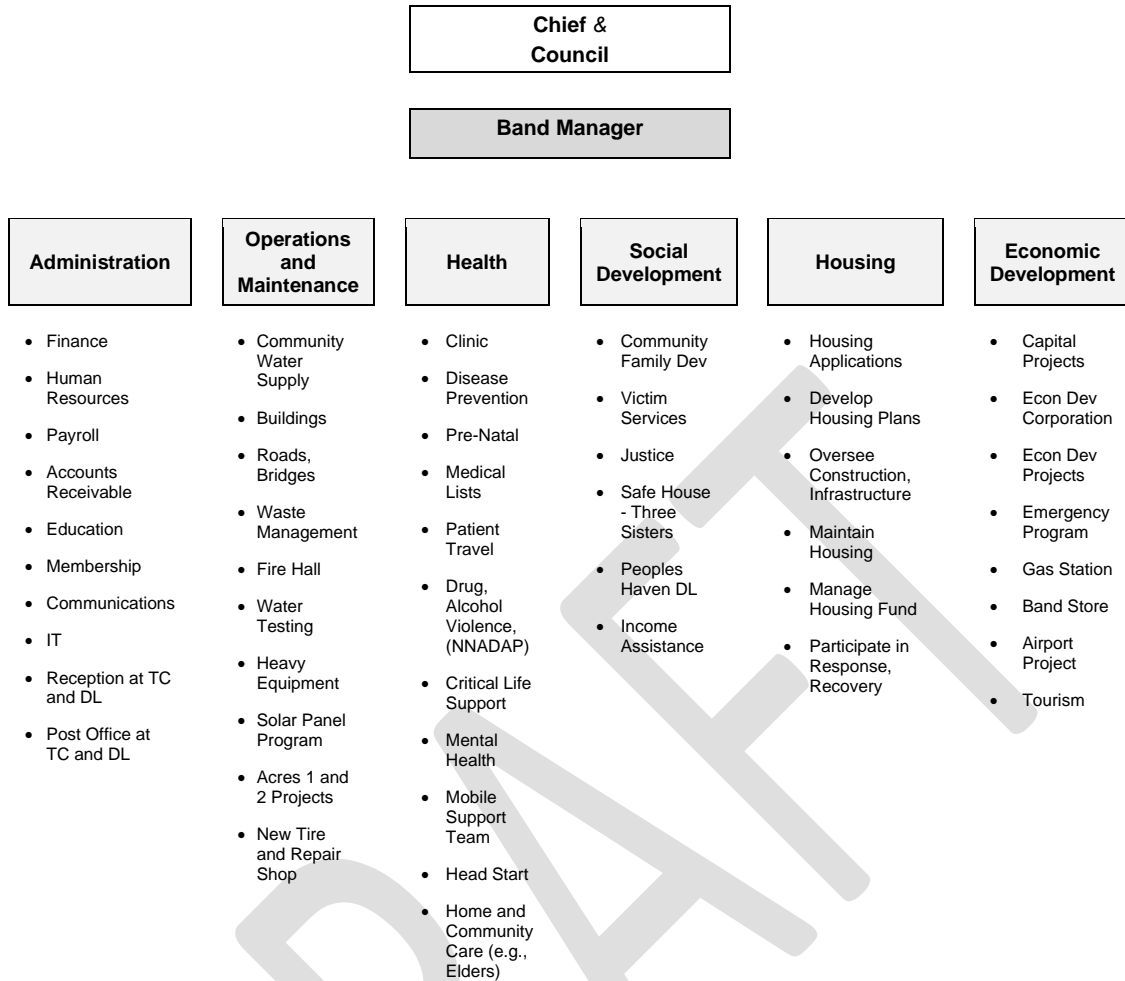 Chief &
Council
Band Manager
Administration
• Finance
• Human
Resources
• Payroll
• Accounts
Receivable
• Education
• Membership
• Communications
• IT
• Reception at TC
and DL
• Post Office at
TC and DL
Operations
and
Maintenance
• Community
Water
Supply
• Buildings
• Roads,
Bridges
• Waste
Management
• Fire Hall
• Water
Testing
• Heavy
Equipment
• Solar Panel
Program
• Acres 1 and
2 Projects
• New Tire
and Repair
Shop
Health
• Clinic
• Disease
Prevention
• Pre-Natal
• Medical
Lists
• Patient
Travel
• Drug,
Alcohol
Violence,
(NNADAP)
• Critical Life
Support
• Mental
Health
• Mobile
Support
Team
• Head Start
• Home and
Community
Care (e.g.,
Elders)
Social
Development
• Community
Family Dev
• Victim
Services
• Justice
• Safe House
- Three
Sisters
• Peoples
Haven DL
• Income
Assistance
Housing
• Housing
Applications
• Develop
Housing Plans
• Oversee
Construction,
Infrastructure
• Maintain
Housing
• Manage
Housing Fund
• Participate in
Response,
Recovery
Economic
Development
• Capital
Projects
• Econ Dev
Corporation
• Econ Dev
Projects
• Emergency
Program
• Gas Station
• Band Store
• Airport
Project
• Tourism
DRAFT